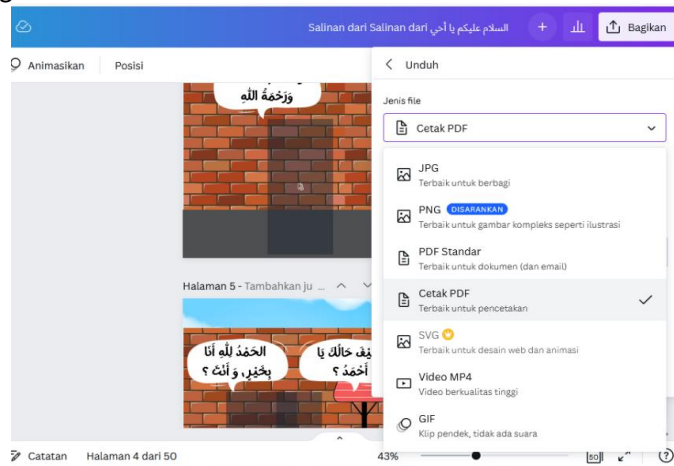 Salinan dari Salinan dari السلام عليكم يا أخي
Bagikan
Animasikan Posisi
Unduh
Jenis file
Cetak PDF
JPG
Terbaik untuk berbagi
PNG DISARANKAN
Terbaik untuk gambar kompleks seperti ilustrasi
PDF Standar
Terbaik untuk dokumen (dan email)
Cetak PDF
Terbaik untuk pencetakan
SVG
Terbaik untuk desain web dan animasi
Video MP4
Video berkualitas tinggi
GIF
Klip pendek, tidak ada suara
وَرَحْمَةُ اللهِ
Halaman 5 - Tambahkan ju ...
حَالُكَ يَا
أَحْمَدُ ؟
الحَمْدُ لِلَّهِ أَنَا
بِخَيْرٍ، وَ أَنْتَ ؟
Catatan Halaman 4 dari 50
43%
50